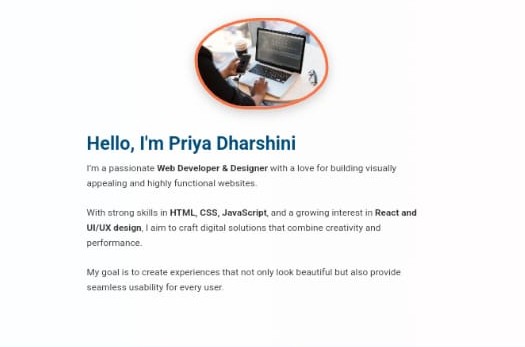 Hello, I'm Priya Dharshini
I'm a passionate Web Developer & Designer with a love for building visually
appealing and highly functional websites.
With strong skills in HTML, CSS, JavaScript, and a growing interest in React and
UI/UX design, I aim to craft digital solutions that combine creativity and
performance.
My goal is to create experiences that not only look beautiful but also provide
seamless usability for every user.